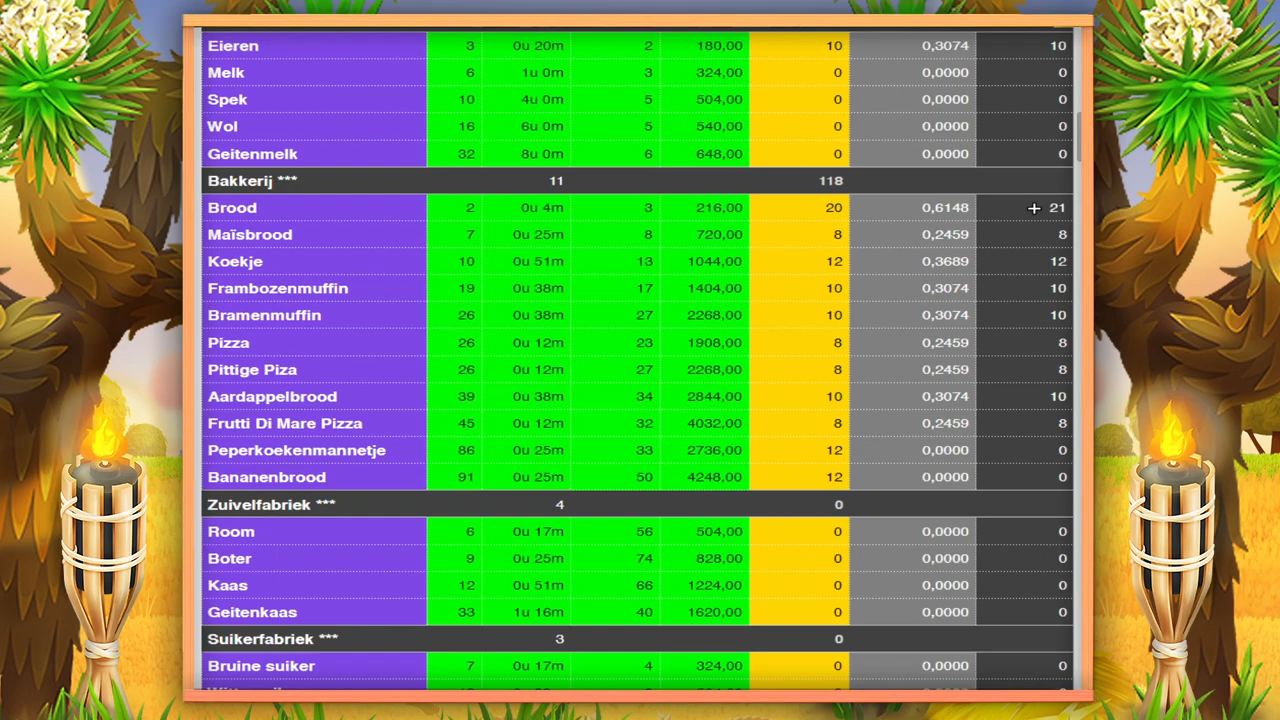 Eieren 3 0u 20m 2 180,00 10 0,3074 10
Melk 6 1u 0m 3 324,00 0 0,0000 0
Spek 10 4u 0m 5 504,00 0 0,0000 0
Wol 16 6u 0m 5 540,00 0 0,0000 0
Geitenmelk 32 8u 0m 6 648,00 0 0,0000 0
Bakkerij *** 11 118
Brood 2 0u 4m 3 216,00 20 0,6148 21
Maïsbrood 7 0u 25m 8 720,00 8 0,2459 8
Koekje 10 0u 51m 13 1044,00 12 0,3689 12
Frambozenmuffin 19 0u 38m 17 1404,00 10 0,3074 10
Bramenmuffin 26 0u 38m 27 2268,00 10 0,3074 10
Pizza 26 0u 12m 23 1908,00 8 0,2459 8
Pittige Piza 26 0u 12m 27 2268,00 8 0,2459 8
Aardappelbrood 39 0u 38m 34 2844,00 10 0,3074 10
Frutti Di Mare Pizza 45 0u 12m 32 4032,00 8 0,2459 8
Peperkoekenmannetje 86 0u 25m 33 2736,00 12 0,0000 0
Bananenbrood 91 0u 25m 50 4248,00 12 0,0000 0
Zuivelfabriek *** 4 0
Room 6 0u 17m 56 504,00 0 0,0000 0
Boter 9 0u 25m 74 828,00 0 0,0000 0
Kaas 12 0u 51m 66 1224,00 0 0,0000 0
Geitenkaas 33 1u 16m 40 1620,00 0 0,0000 0
Suikerfabriek *** 3 0
Bruine suiker 7 0u 17m 4 324,00 0 0,0000 0